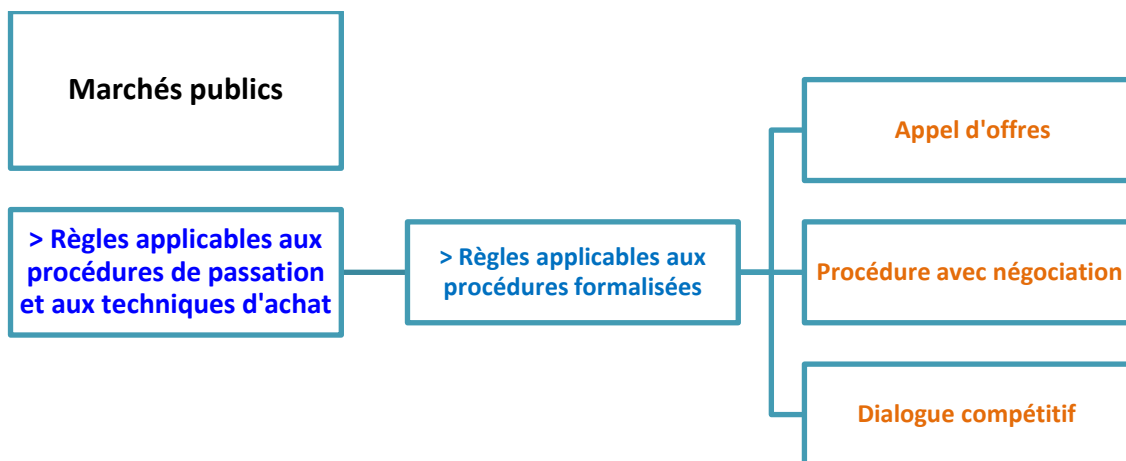 Marchés publics
> Règles applicables aux
procédures de passation
et aux techniques d'achat
> Règles applicables aux
procédures formalisées
Appel d'offres
Procédure avec négociation
Dialogue compétitif